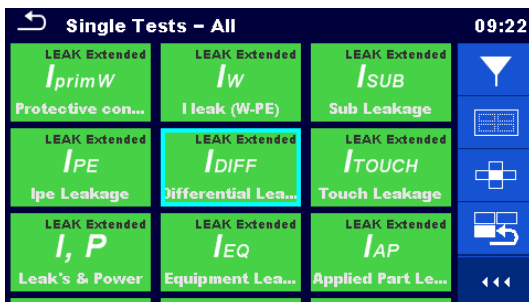 Single Tests – All 09:22
LEAK Extended LEAK Extended LEAK Extended
IprimW IW ISUB
Protective con... I leak (W-PE) Sub Leakage
LEAK Extended LEAK Extended LEAK Extended
IPE IDIFF ITOUCH
Ipe Leakage Differential Lea... Touch Leakage
LEAK Extended LEAK Extended LEAK Extended
I, P IEQ IAP
Leak's & Power Equipment Lea... Applied Part Le...